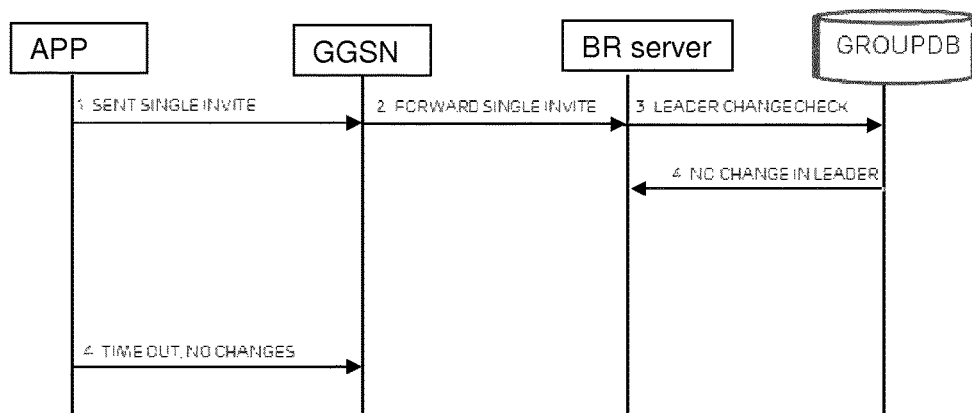 APP
GGSN
BR server
GROUPDB
1 SENT SINGLE INVITE
2. FORWARD SINGLE INVITE
3 LEADER CHANGE CHECK
4 NO CHANGE IN LEADER
4 TIME OUT, NO CHANGES